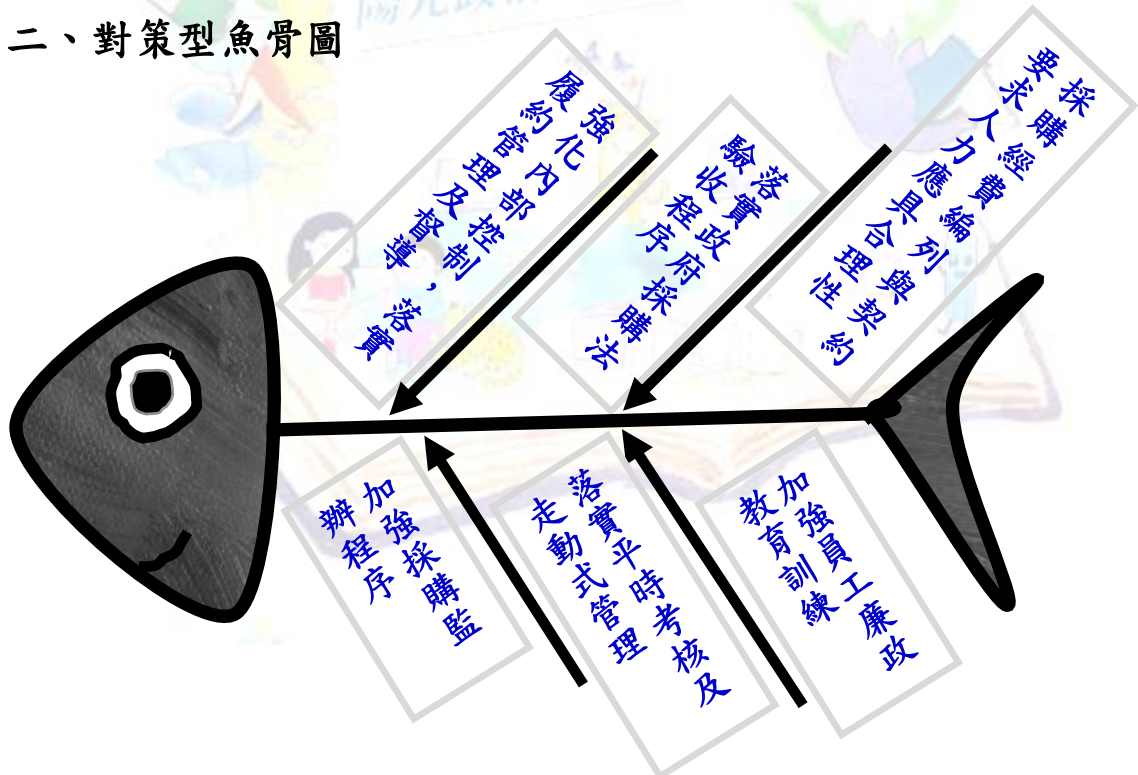 二、對策型魚骨圖
強化內部控制及督導，落實
履約管理
落實政府採購法
驗收程序
採購經費編列與契約
要求人力應具合理性
加強採購監
辦程序
落實平時考核及
走動式管理
加強員工廉政
教育訓練